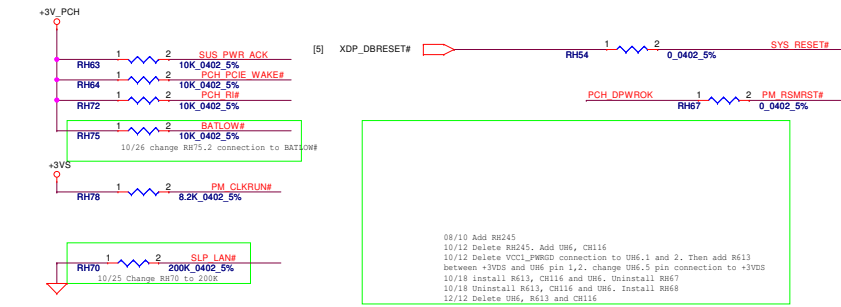 +3V_PCH
1 2 SUS_PWR_ACK
RH63 10K_0402_5%
1 2 PCH_PCIE_WAKE#
RH64 10K_0402_5%
1 2 PCH_RI#
RH72 10K_0402_5%
1 2 BATLOW#
RH75 10K_0402_5%
10/26 change RH75.2 connection to BATLOW#
+3VS
1 2 PM_CLKRUN#
RH78 8.2K_0402_5%
1 2 SLP_LAN#
RH70 200K_0402_5%
10/25 Change RH70 to 200K
[5] XDP_DBRESET# 1 2 SYS_RESET#
RH54 0_0402_5%
PCH_DPWROK 1 2 PM_RSMRST#
RH67 0_0402_5%
08/10 Add RH245
10/12 Delete RH245. Add UH6, CH116
10/12 Delete VCC1_PWRGD connection to UH6.1 and 2. Then add R613
between +3VDS and UH6 pin 1,2. change UH6.5 pin connection to +3VDS
10/18 install R613, CH116 and UH6. Uninstall RH67
10/18 Uninstall R613, CH116 and UH6. Install RH68
12/12 Delete UH6, R613 and CH116